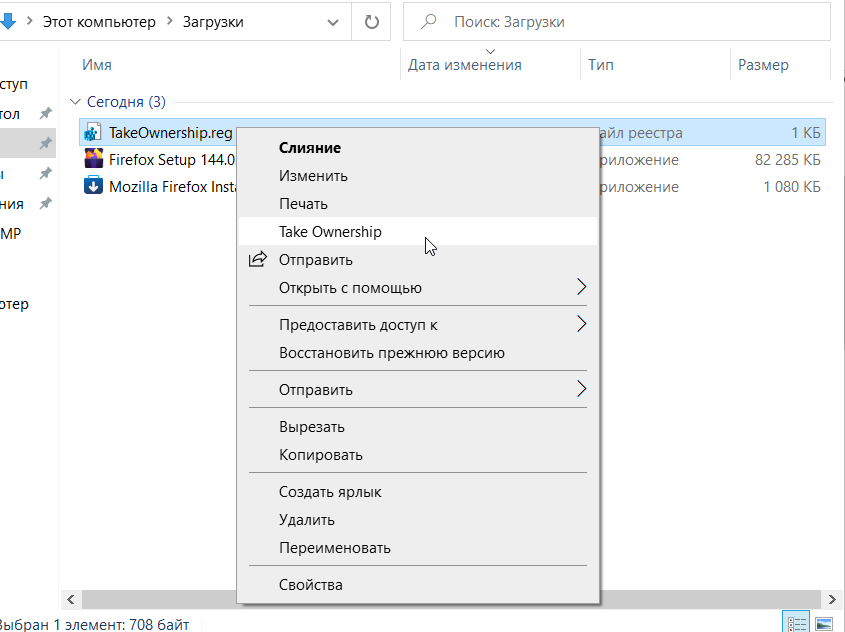 Этот компьютер Загрузки Поиск: Загрузки
Имя Дата изменения Тип Размер
ступ
тол
Сегодня (3)
TakeOwnership.reg айл реестра 1 КБ
Firefox Setup 144.0 риложение 82 285 КБ
Mozilla Firefox Insta риложение 1 080 КБ
ы
ния
MP
ютер
Слияние
Изменить
Печать
Take Ownership
Отправить
Открыть с помощью
Предоставить доступ к
Восстановить прежнюю версию
Отправить
Вырезать
Копировать
Создать ярлык
Удалить
Переименовать
Свойства
Выбран 1 элемент: 708 байт